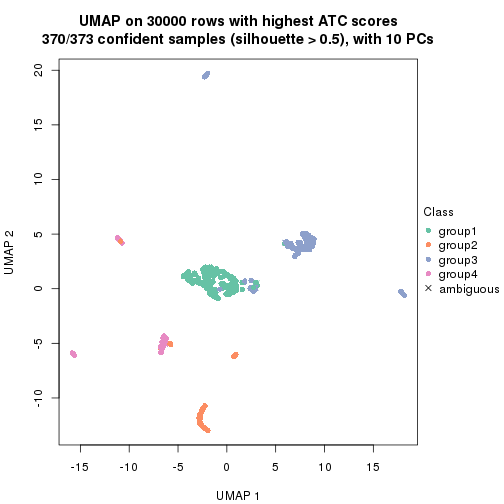 UMAP on 30000 rows with highest ATC scores
370/373 confident samples (silhouette > 0.5), with 10 PCs
UMAP 2
20
15
10
5
0
-5
-10
-15 -10 -5 0 5 10 15
UMAP 1
Class
group1
group2
group3
group4
ambiguous